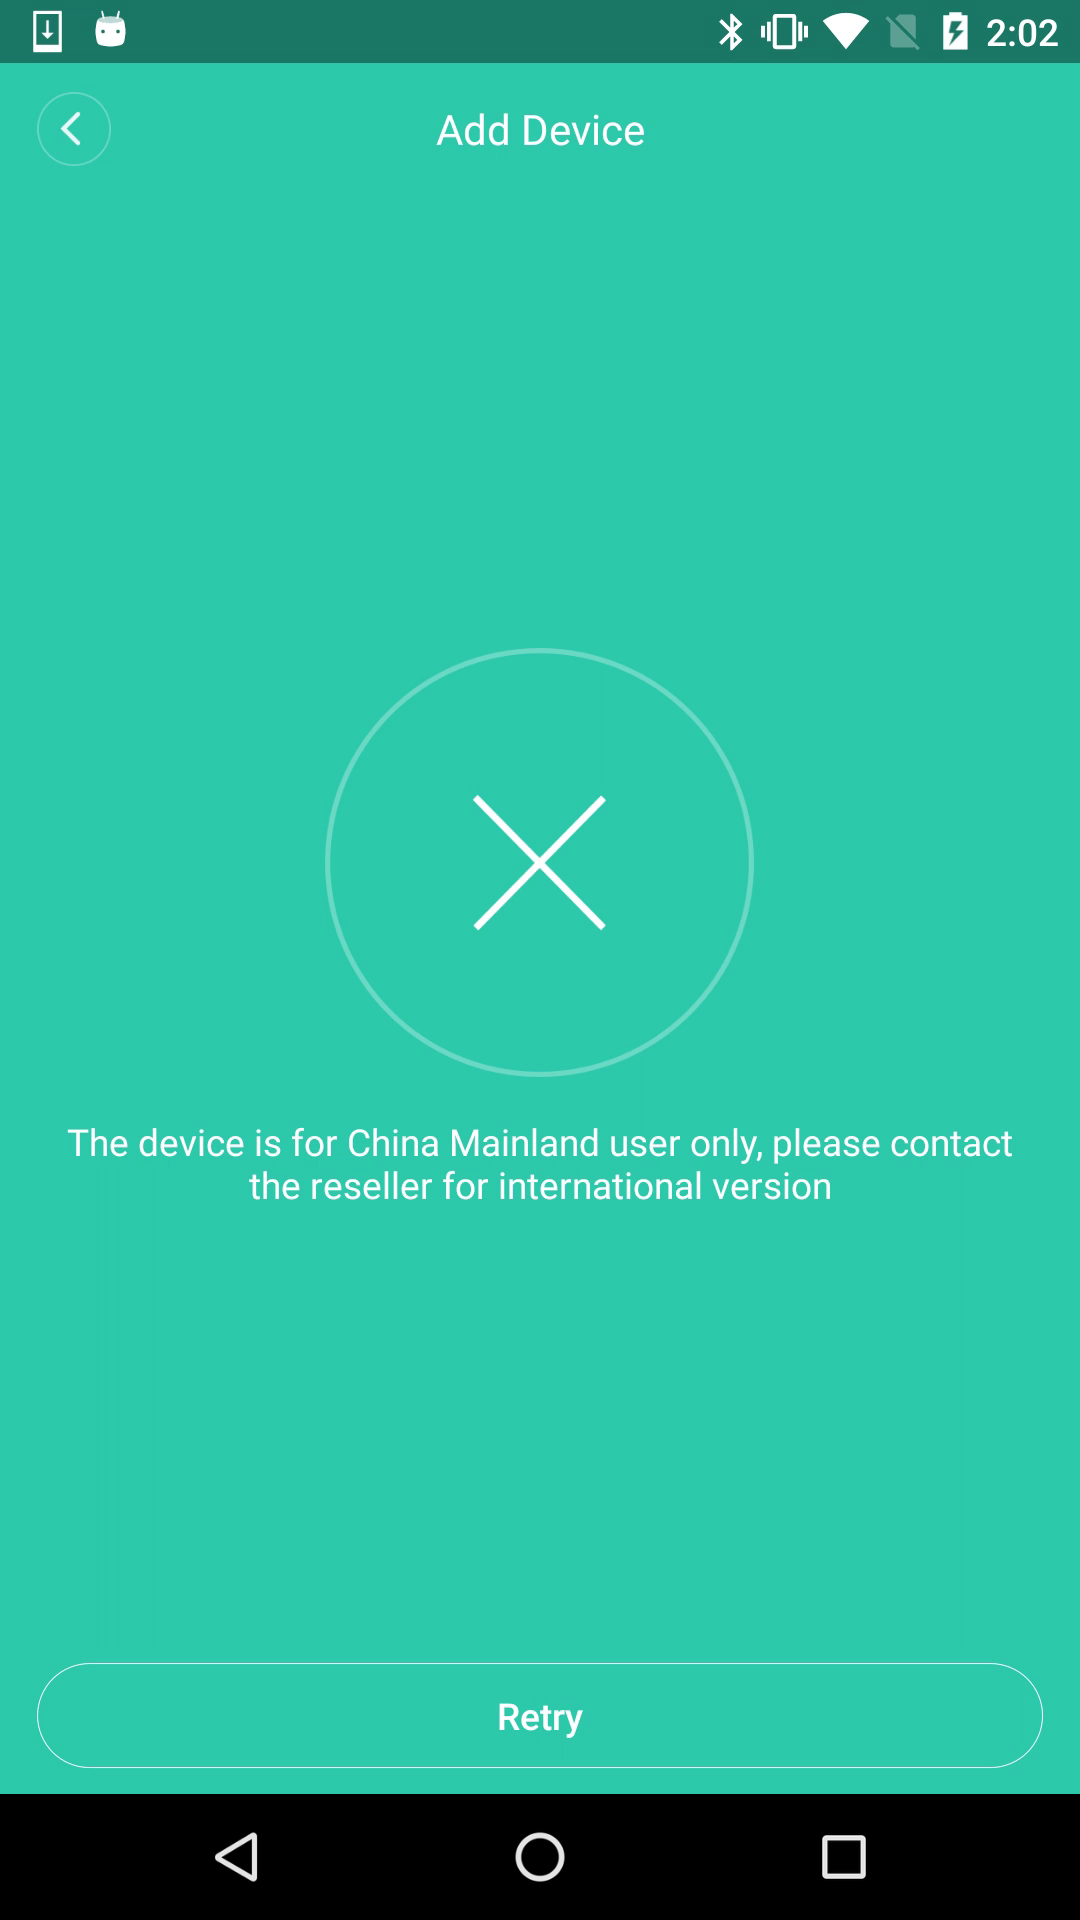 2:02
Add Device
The device is for China Mainland user only, please contact
the reseller for international version
Retry